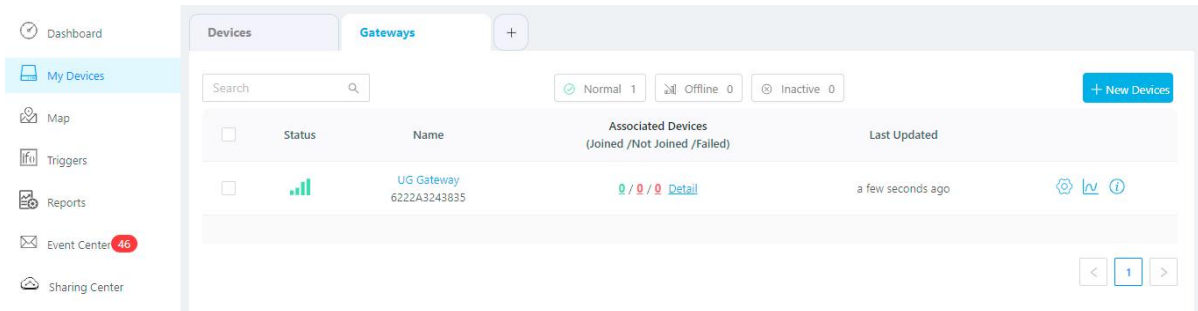 Dashboard
My Devices
Map
Triggers
Reports
Event Center 46
Sharing Center
Devices Gateways +
Search Normal 1 Offline 0 Inactive 0 + New Devices
Status Name Associated Devices (Joined /Not Joined /Failed) Last Updated
UG Gateway
6222A3243835
0 / 0 / 0 Detail
a few seconds ago
< 1 >